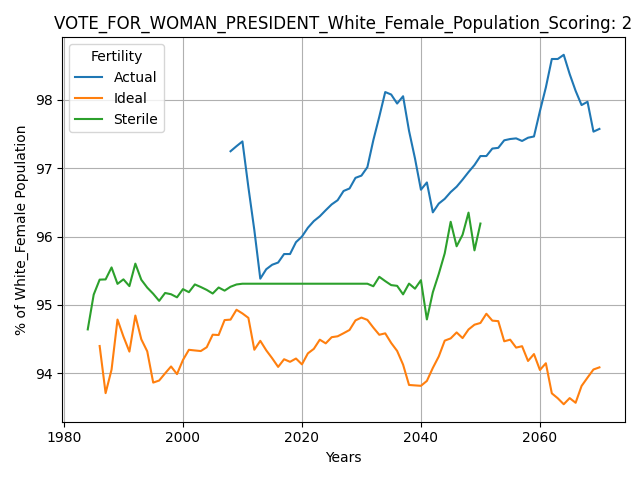 VOTE_FOR_WOMAN_PRESIDENT_White_Female_Population_Scoring: 2
Fertility
Actual
Ideal
Sterile
% of White_Female Population
98
97
96
95
94
1980
2000
2020
2040
2060
Years